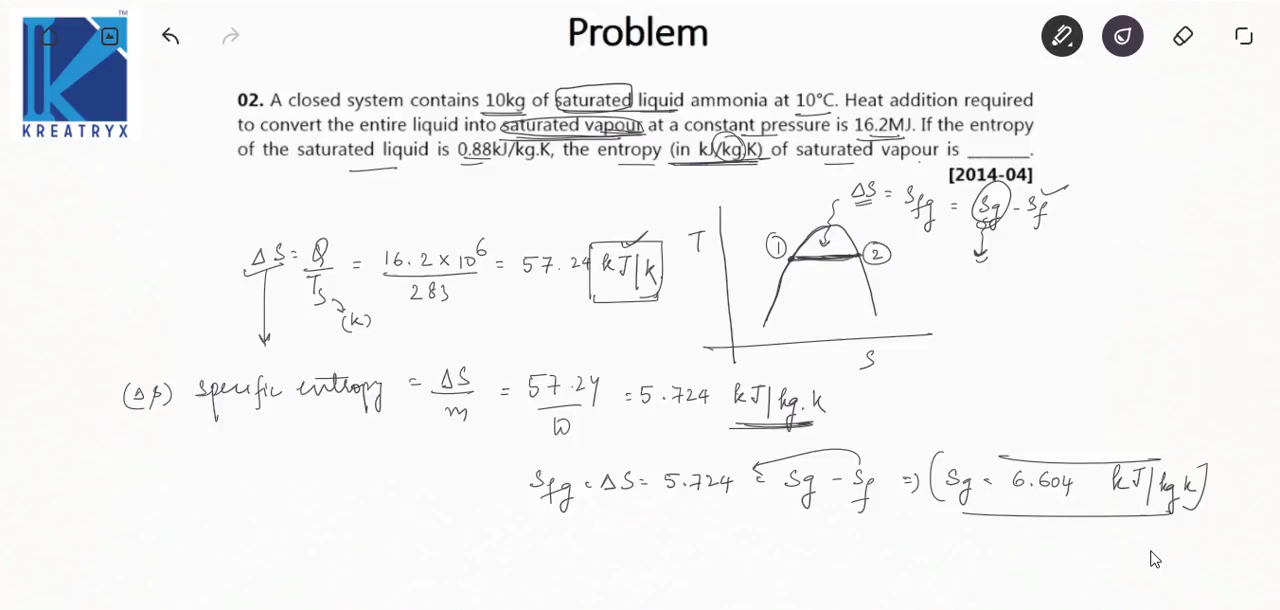 Problem
TM
KREATRYX
02. A closed system contains 10kg of saturated liquid ammonia at 10°C. Heat addition required
to convert the entire liquid into saturated vapour at a constant pressure is 16.2MJ. If the entropy
of the saturated liquid is 0.88kJ/kg.K, the entropy (in kJ/kg.K) of saturated vapour is ______.
[2014-04]
ΔS = Sfg = Sg - Sf
T
1
2
S
ΔS = Q/Ts = 16.2 × 10^6/283 = 57.24 kJ/k
(k)
(Δs) specific entropy = ΔS/m = 57.24/10 = 5.724 kJ/kg.k
Sfg = ΔS = 5.724 = Sg - Sf => (Sg = 6.604 kJ/kg k)